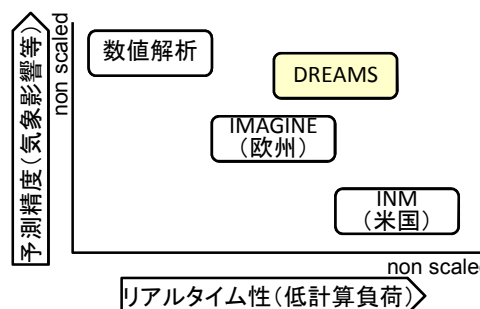 予測精度(気象影響等)
non scaled
数値解析
DREAMS
IMAGINE
(欧州)
INM
(米国)
non scaled
リアルタイム性(低計算負荷)